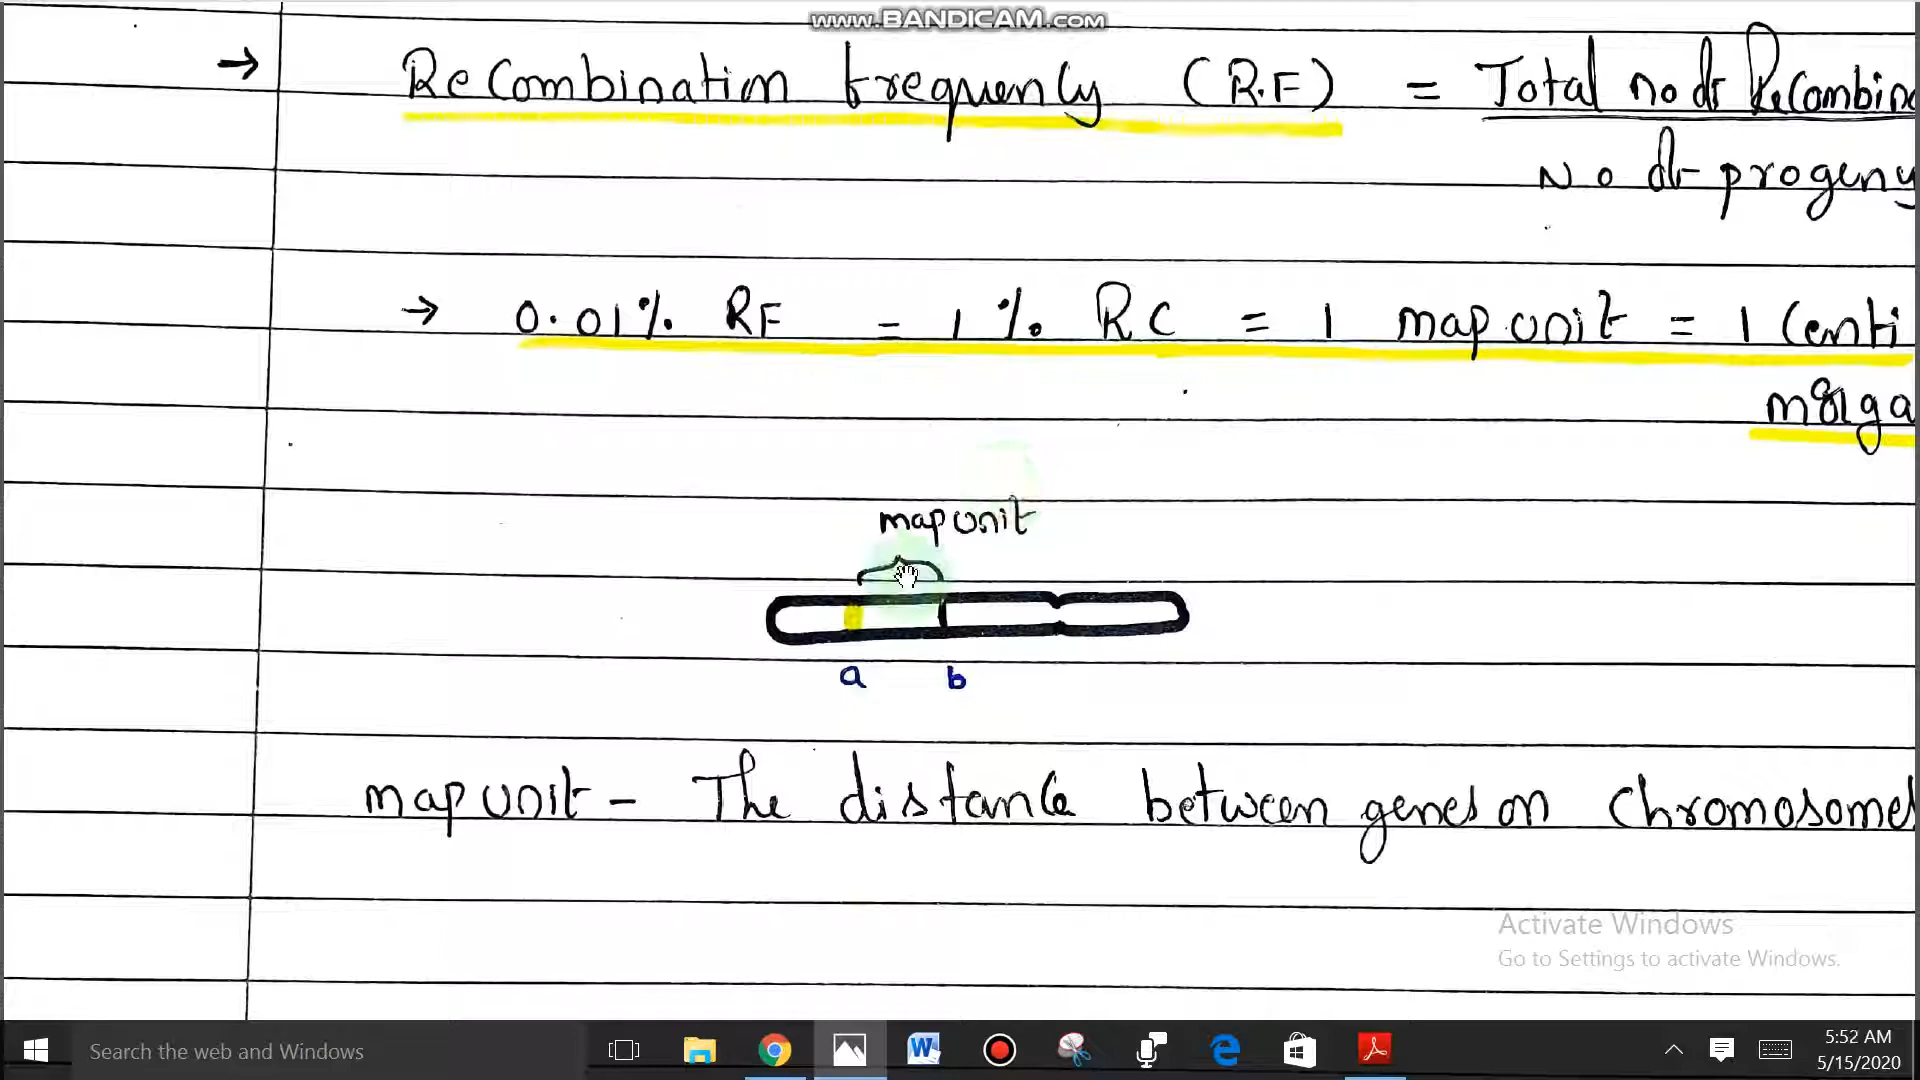 WWW.BANDICAM.COM
→ Recombination frequency (R.F) = Total no of Recombina
No of progeny
→ 0.01% RF = 1% RC = 1 map unit = 1 Centi
morga
map unit
a b
map unit - The distance between genes on chromosomes
Activate Windows
Go to Settings to activate Windows.
Search the web and Windows
5:52 AM
5/15/2020